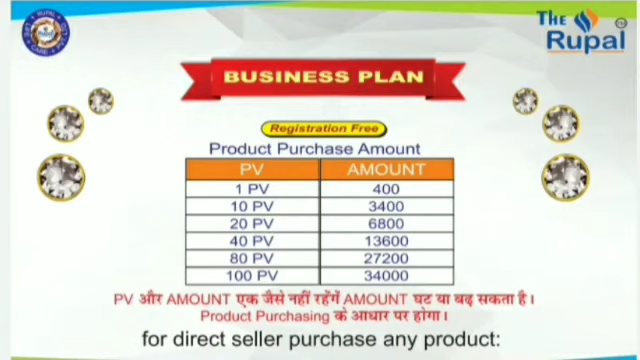 The Rupal
BUSINESS PLAN
Registration Free
Product Purchase Amount
PV AMOUNT
1 PV 400
10 PV 3400
20 PV 6800
40 PV 13600
80 PV 27200
100 PV 34000
PV और AMOUNT एक जैसे नहीं रहेंगें AMOUNT घट या बढ़ सकता है।
Product Purchasing के आधार पर होगा।
for direct seller purchase any product: